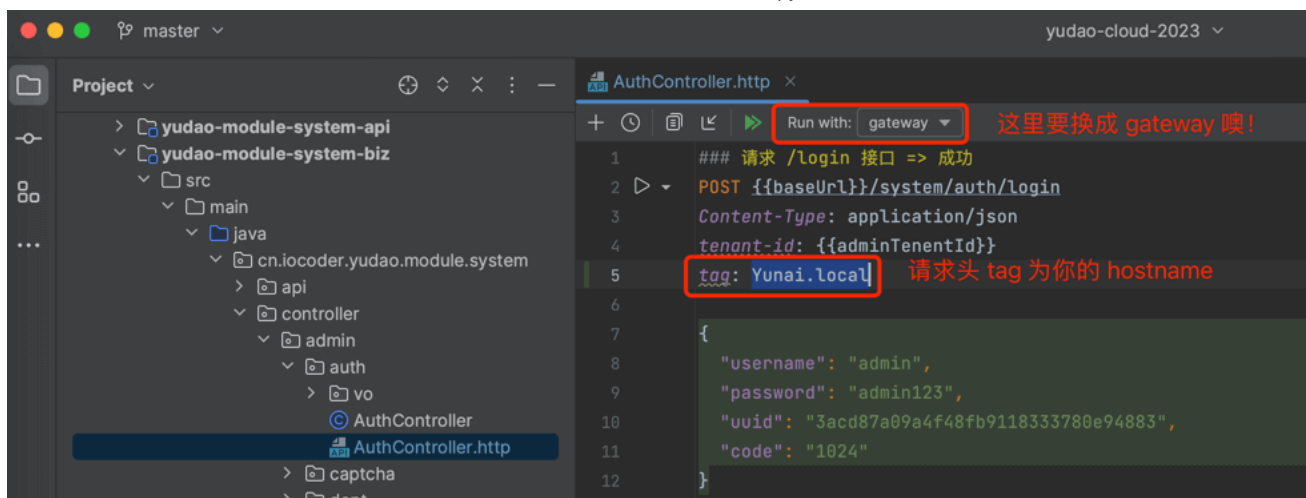 master
yudao-cloud-2023
Project
AuthController.http
yudao-module-system-api
yudao-module-system-biz
src
main
java
cn.iocoder.yudao.module.system
api
controller
admin
auth
vo
AuthController
AuthController.http
captcha
Run with: gateway
这里要换成 gateway 噢！
1 ### 请求 /login 接口 => 成功
2 POST {{baseUrl}}/system/auth/login
3 Content-Type: application/json
4 tenant-id: {{adminTenentId}}
5 tag: Yunai.local 请求头 tag 为你的 hostname
6
7 {
8 "username": "admin",
9 "password": "admin123",
10 "uuid": "3acd87a09a4f48fb9118333780e94883",
11 "code": "1024"
12 }